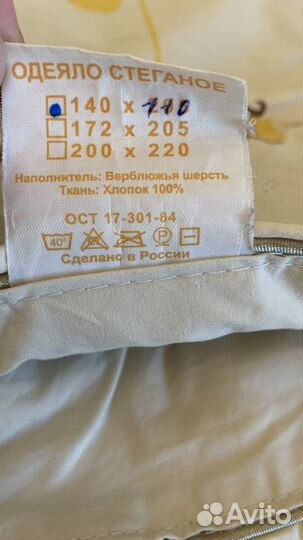 ОДЕЯЛО СТЕГАНОЕ
140 х 110
172 х 205
200 х 220
Наполнитель: Верблюжья шерсть
Ткань: Хлопок 100%
ОСТ 17-301-84
40° P
Сделано в России
Avito